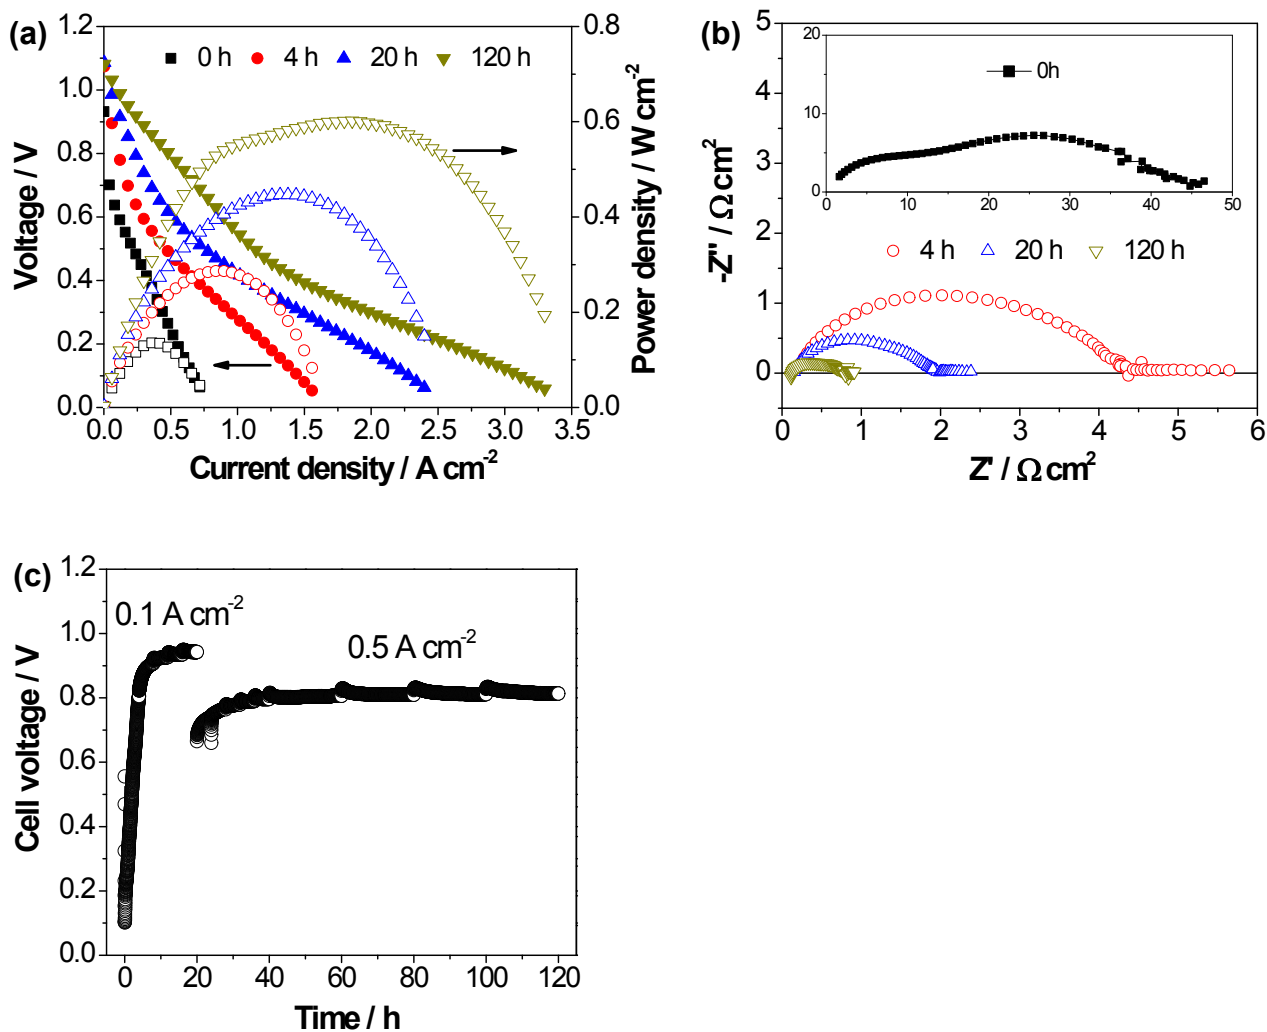 (a)
0 h 4 h 20 h 120 h
1.2
1.0
0.8
0.6
0.4
0.2
0.0
Voltage / V
0.8
0.6
0.4
0.2
0.0
Power density / W cm⁻²
0.0 0.5 1.0 1.5 2.0 2.5 3.0 3.5
Current density / A cm⁻²
(b)
5
4
3
2
1
0
-Z'' / Ω cm²
20
10
0
0h
0 10 20 30 40 50
4 h 20 h 120 h
0 1 2 3 4 5 6
Z' / Ω cm²
(c)
1.2
1.0
0.8
0.6
0.4
0.2
0.0
Cell voltage / V
0.1 A cm⁻²
0.5 A cm⁻²
0 20 40 60 80 100 120
Time / h